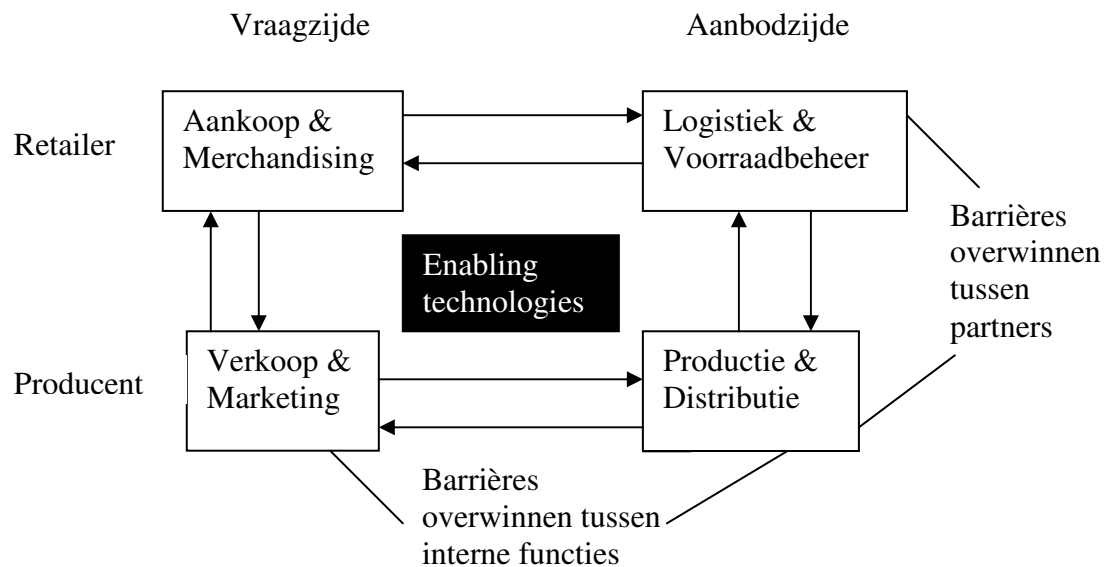 Vraagzijde
Aanbodzijde
Retailer
Aankoop &
Merchandising
Logistiek &
Voorraadbeheer
Barrières
overwinnen
tussen
partners
Enabling
technologies
Producent
Verkoop &
Marketing
Productie &
Distributie
Barrières
overwinnen tussen
interne functies